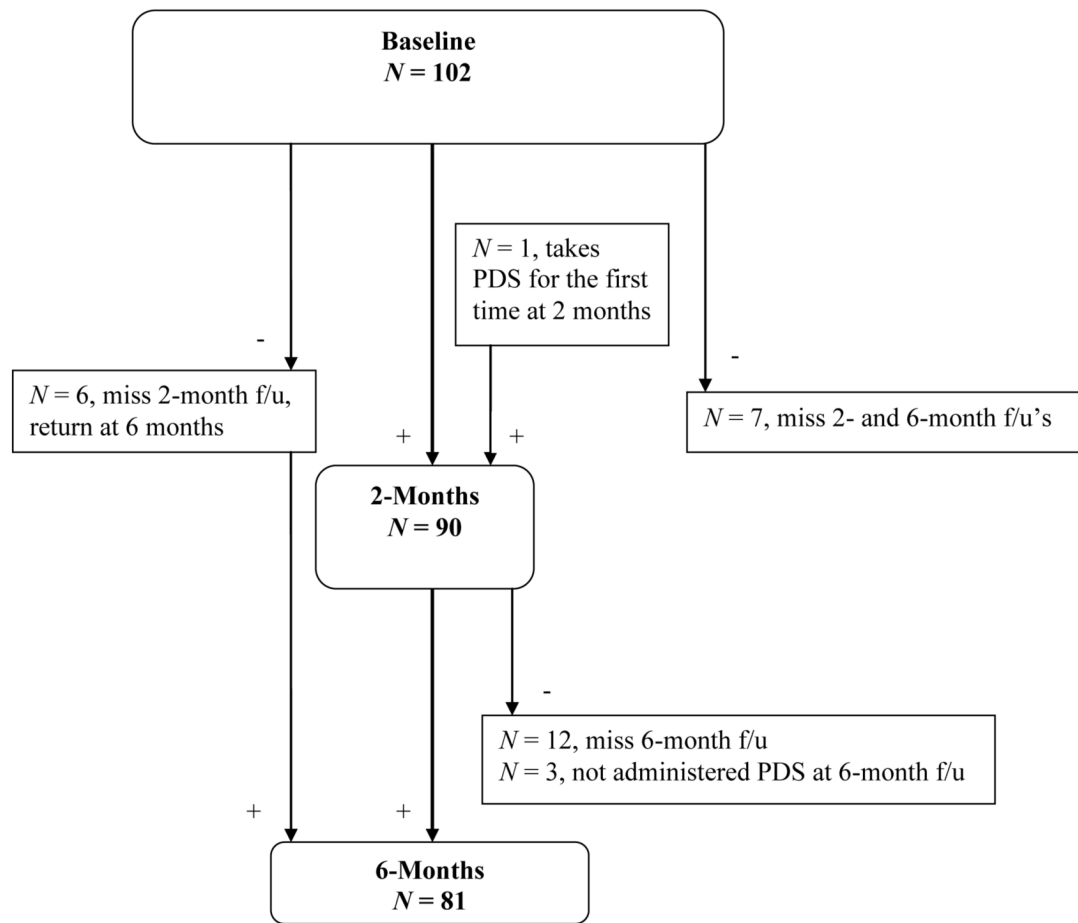 Baseline
N = 102
N = 1, takes
PDS for the first
time at 2 months
-
-
N = 6, miss 2-month f/u,
return at 6 months
N = 7, miss 2- and 6-month f/u’s
+
+
2-Months
N = 90
-
N = 12, miss 6-month f/u
N = 3, not administered PDS at 6-month f/u
+
+
6-Months
N = 81